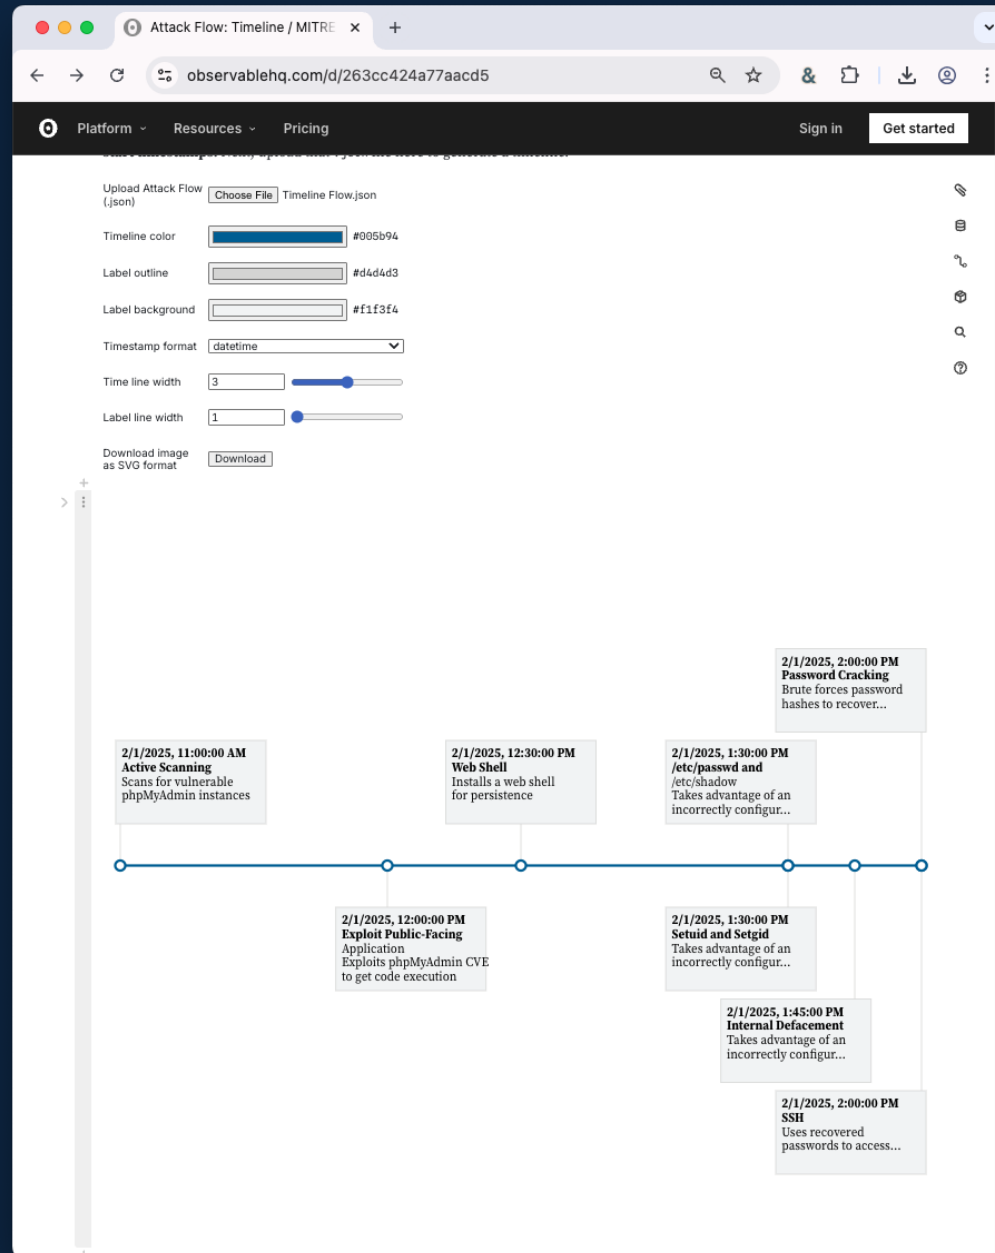 Attack Flow: Timeline / MITRE
observablehq.com/d/263cc424a77aacd5
Platform
Resources
Pricing
Sign in
Get started
Upload Attack Flow
(.json)
Choose File
Timeline Flow.json
Timeline color
#005b94
Label outline
#d4d4d3
Label background
#f1f3f4
Timestamp format
datetime
Time line width
3
Label line width
1
Download image
as SVG format
Download
2/1/2025, 2:00:00 PM
Password Cracking
Brute forces password
hashes to recover...
2/1/2025, 11:00:00 AM
Active Scanning
Scans for vulnerable
phpMyAdmin instances
2/1/2025, 12:30:00 PM
Web Shell
Installs a web shell
for persistence
2/1/2025, 1:30:00 PM
/etc/passwd and
/etc/shadow
Takes advantage of an
incorrectly configur...
2/1/2025, 12:00:00 PM
Exploit Public-Facing
Application
Exploits phpMyAdmin CVE
to get code execution
2/1/2025, 1:30:00 PM
Setuid and Setgid
Takes advantage of an
incorrectly configur...
2/1/2025, 1:45:00 PM
Internal Defacement
Takes advantage of an
incorrectly configur...
2/1/2025, 2:00:00 PM
SSH
Uses recovered
passwords to access...